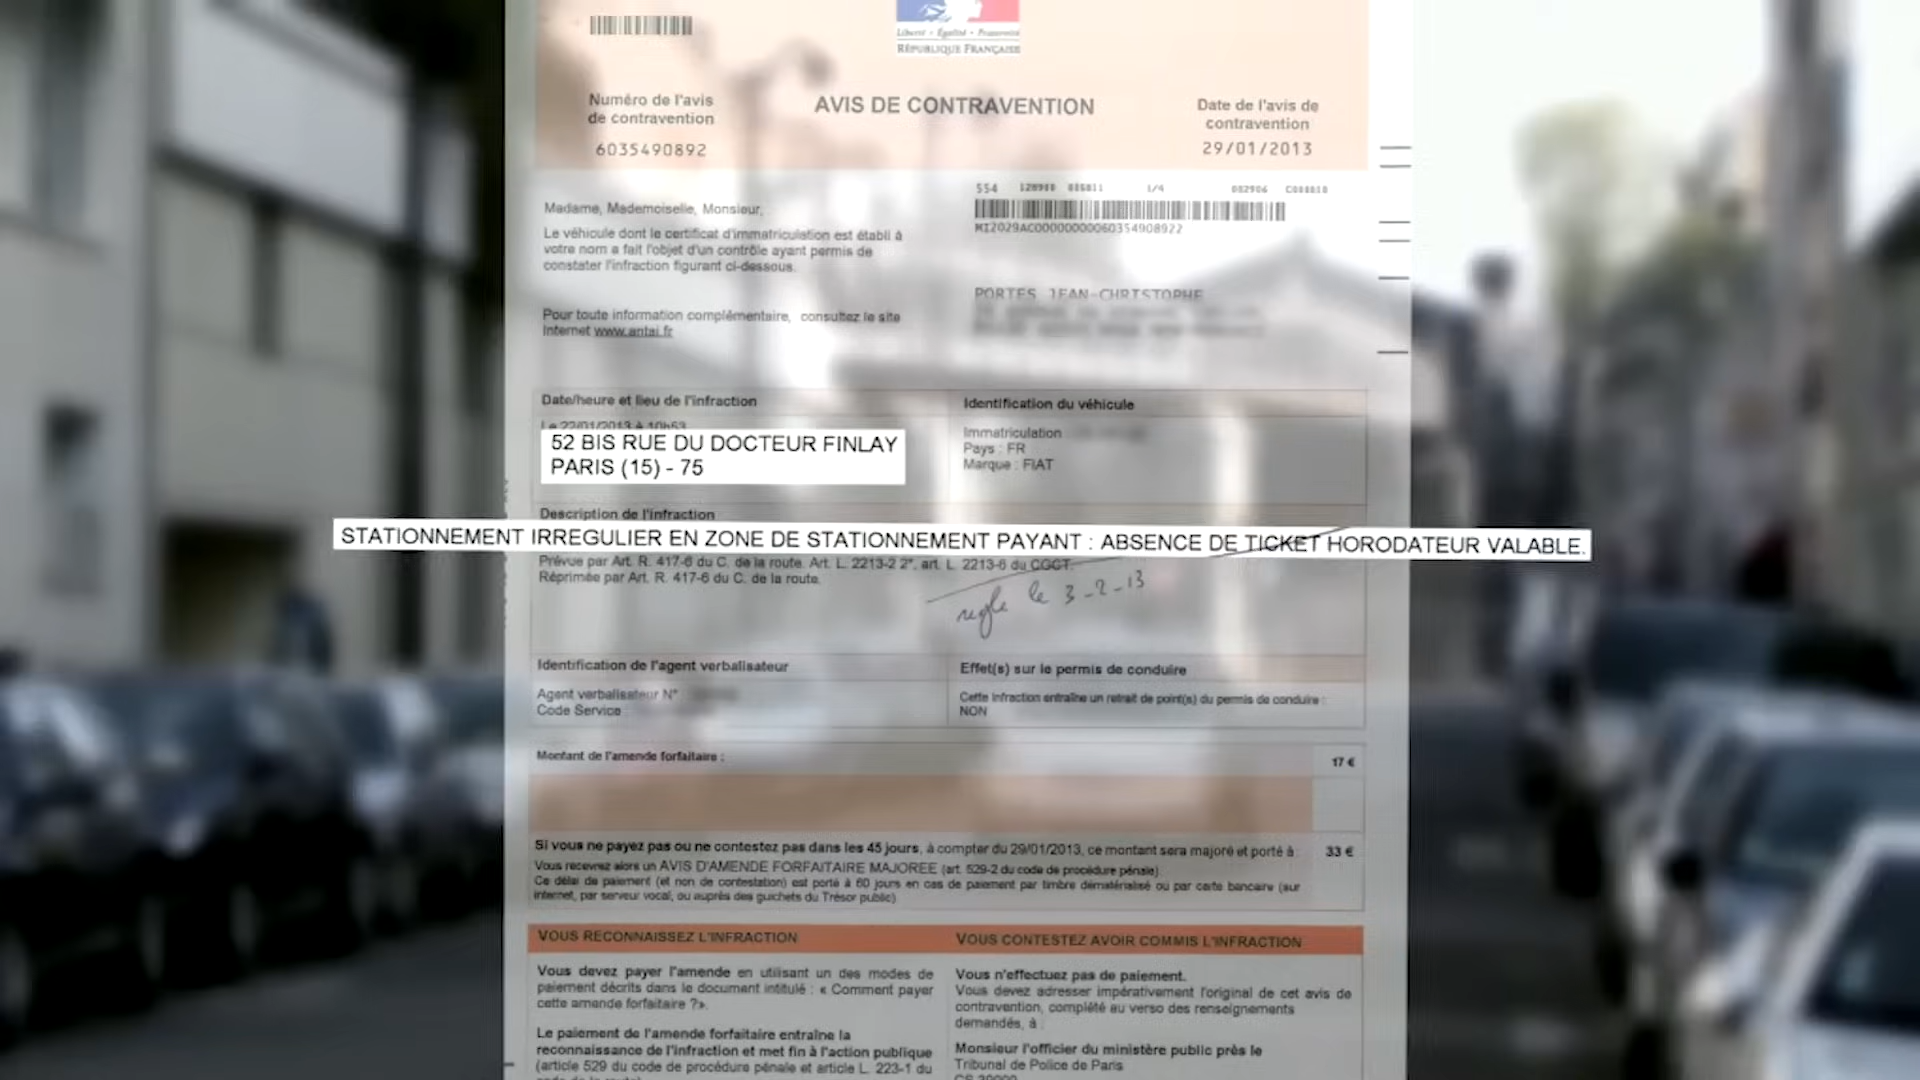 Liberté • Égalité • Fraternité
RÉPUBLIQUE FRANÇAISE
Numéro de l'avis
de contravention
6035490892
AVIS DE CONTRAVENTION
Date de l'avis de
contravention
29/01/2013
Madame, Mademoiselle, Monsieur,
Le véhicule dont le certificat d'immatriculation est établi à
votre nom a fait l'objet d'un contrôle ayant permis de
constater l'infraction figurant ci-dessous.
Pour toute information complémentaire, consultez le site
Internet www.antai.fr
554 1/4
MI2029AC00000000060354908922
PORTES JEAN-CHRISTOPHE
Date/heure et lieu de l'infraction
Le 22/01/2013 à 10h53
52 BIS RUE DU DOCTEUR FINLAY
PARIS (15) - 75
Identification du véhicule
Immatriculation
Pays : FR
Marque : FIAT
Description de l'infraction
STATIONNEMENT IRREGULIER EN ZONE DE STATIONNEMENT PAYANT : ABSENCE DE TICKET HORODATEUR VALABLE.
Prévue par Art. R. 417-6 du C. de la route. Art. L. 2213-2 2°, art. L. 2213-6 du CGCT.
Réprimée par Art. R. 417-6 du C. de la route.
regle le 3-2-13
Identification de l'agent verbalisateur
Agent verbalisateur N°
Code Service
Effet(s) sur le permis de conduire
Cette infraction entraîne un retrait de point(s) du permis de conduire :
NON
Montant de l'amende forfaitaire : 17 €
Si vous ne payez pas ou ne contestez pas dans les 45 jours, à compter du 29/01/2013, ce montant sera majoré et porté à : 33 €
Vous recevrez alors un AVIS D'AMENDE FORFAITAIRE MAJOREE (art. 529-2 du code de procédure pénale)
Ce délai de paiement (et non de contestation) est porté à 60 jours en cas de paiement par timbre dématérialisé ou par carte bancaire (sur
internet, par serveur vocal, ou auprès des guichets du Trésor public)
VOUS RECONNAISSEZ L'INFRACTION
Vous devez payer l'amende en utilisant un des modes de
paiement décrits dans le document intitulé : « Comment payer
cette amende forfaitaire ?».
Le paiement de l'amende forfaitaire entraîne la
reconnaissance de l'infraction et met fin à l'action publique
(article 529 du code de procédure pénale et article L. 223-1 du
VOUS CONTESTEZ AVOIR COMMIS L'INFRACTION
Vous n'effectuez pas de paiement.
Vous devez adresser impérativement l'original de cet avis de
contravention, complété au verso des renseignements
demandés, à :
Monsieur l'officier du ministère public près le
Tribunal de Police de Paris